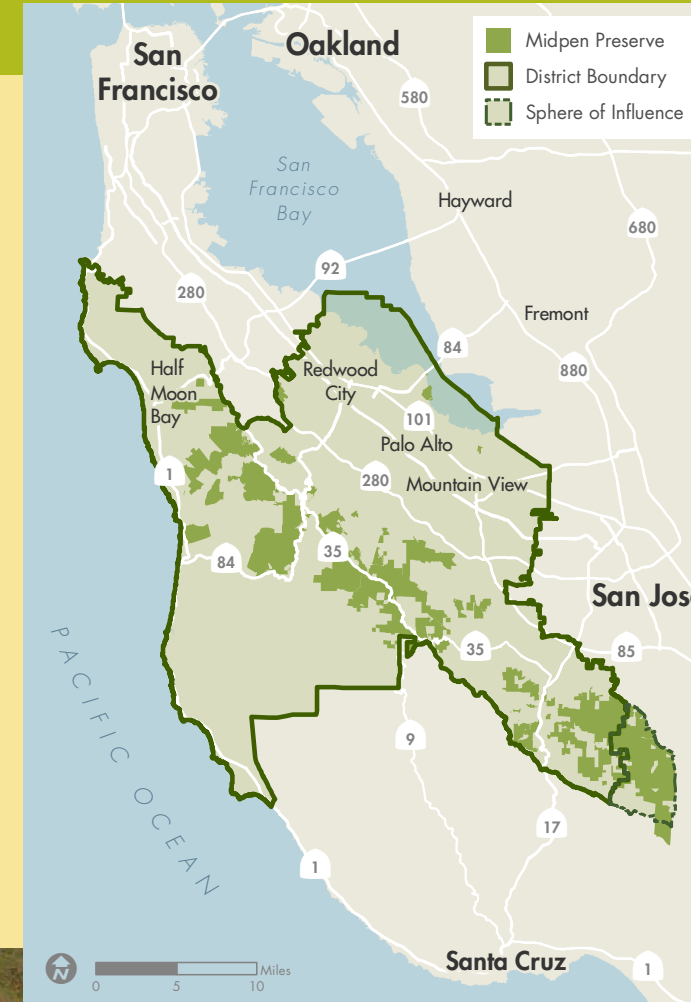 San
Francisco
Oakland
Midpen Preserve
District Boundary
Sphere of Influence
580
San
Francisco
Bay
Hayward
680
92
280
Fremont
84
880
Half
Moon
Bay
Redwood
City
101
Palo Alto
280
Mountain View
1
84
35
San Jos
35
85
PACIFIC OCEAN
9
17
1
Santa Cruz
1
N
Miles
0 5 10